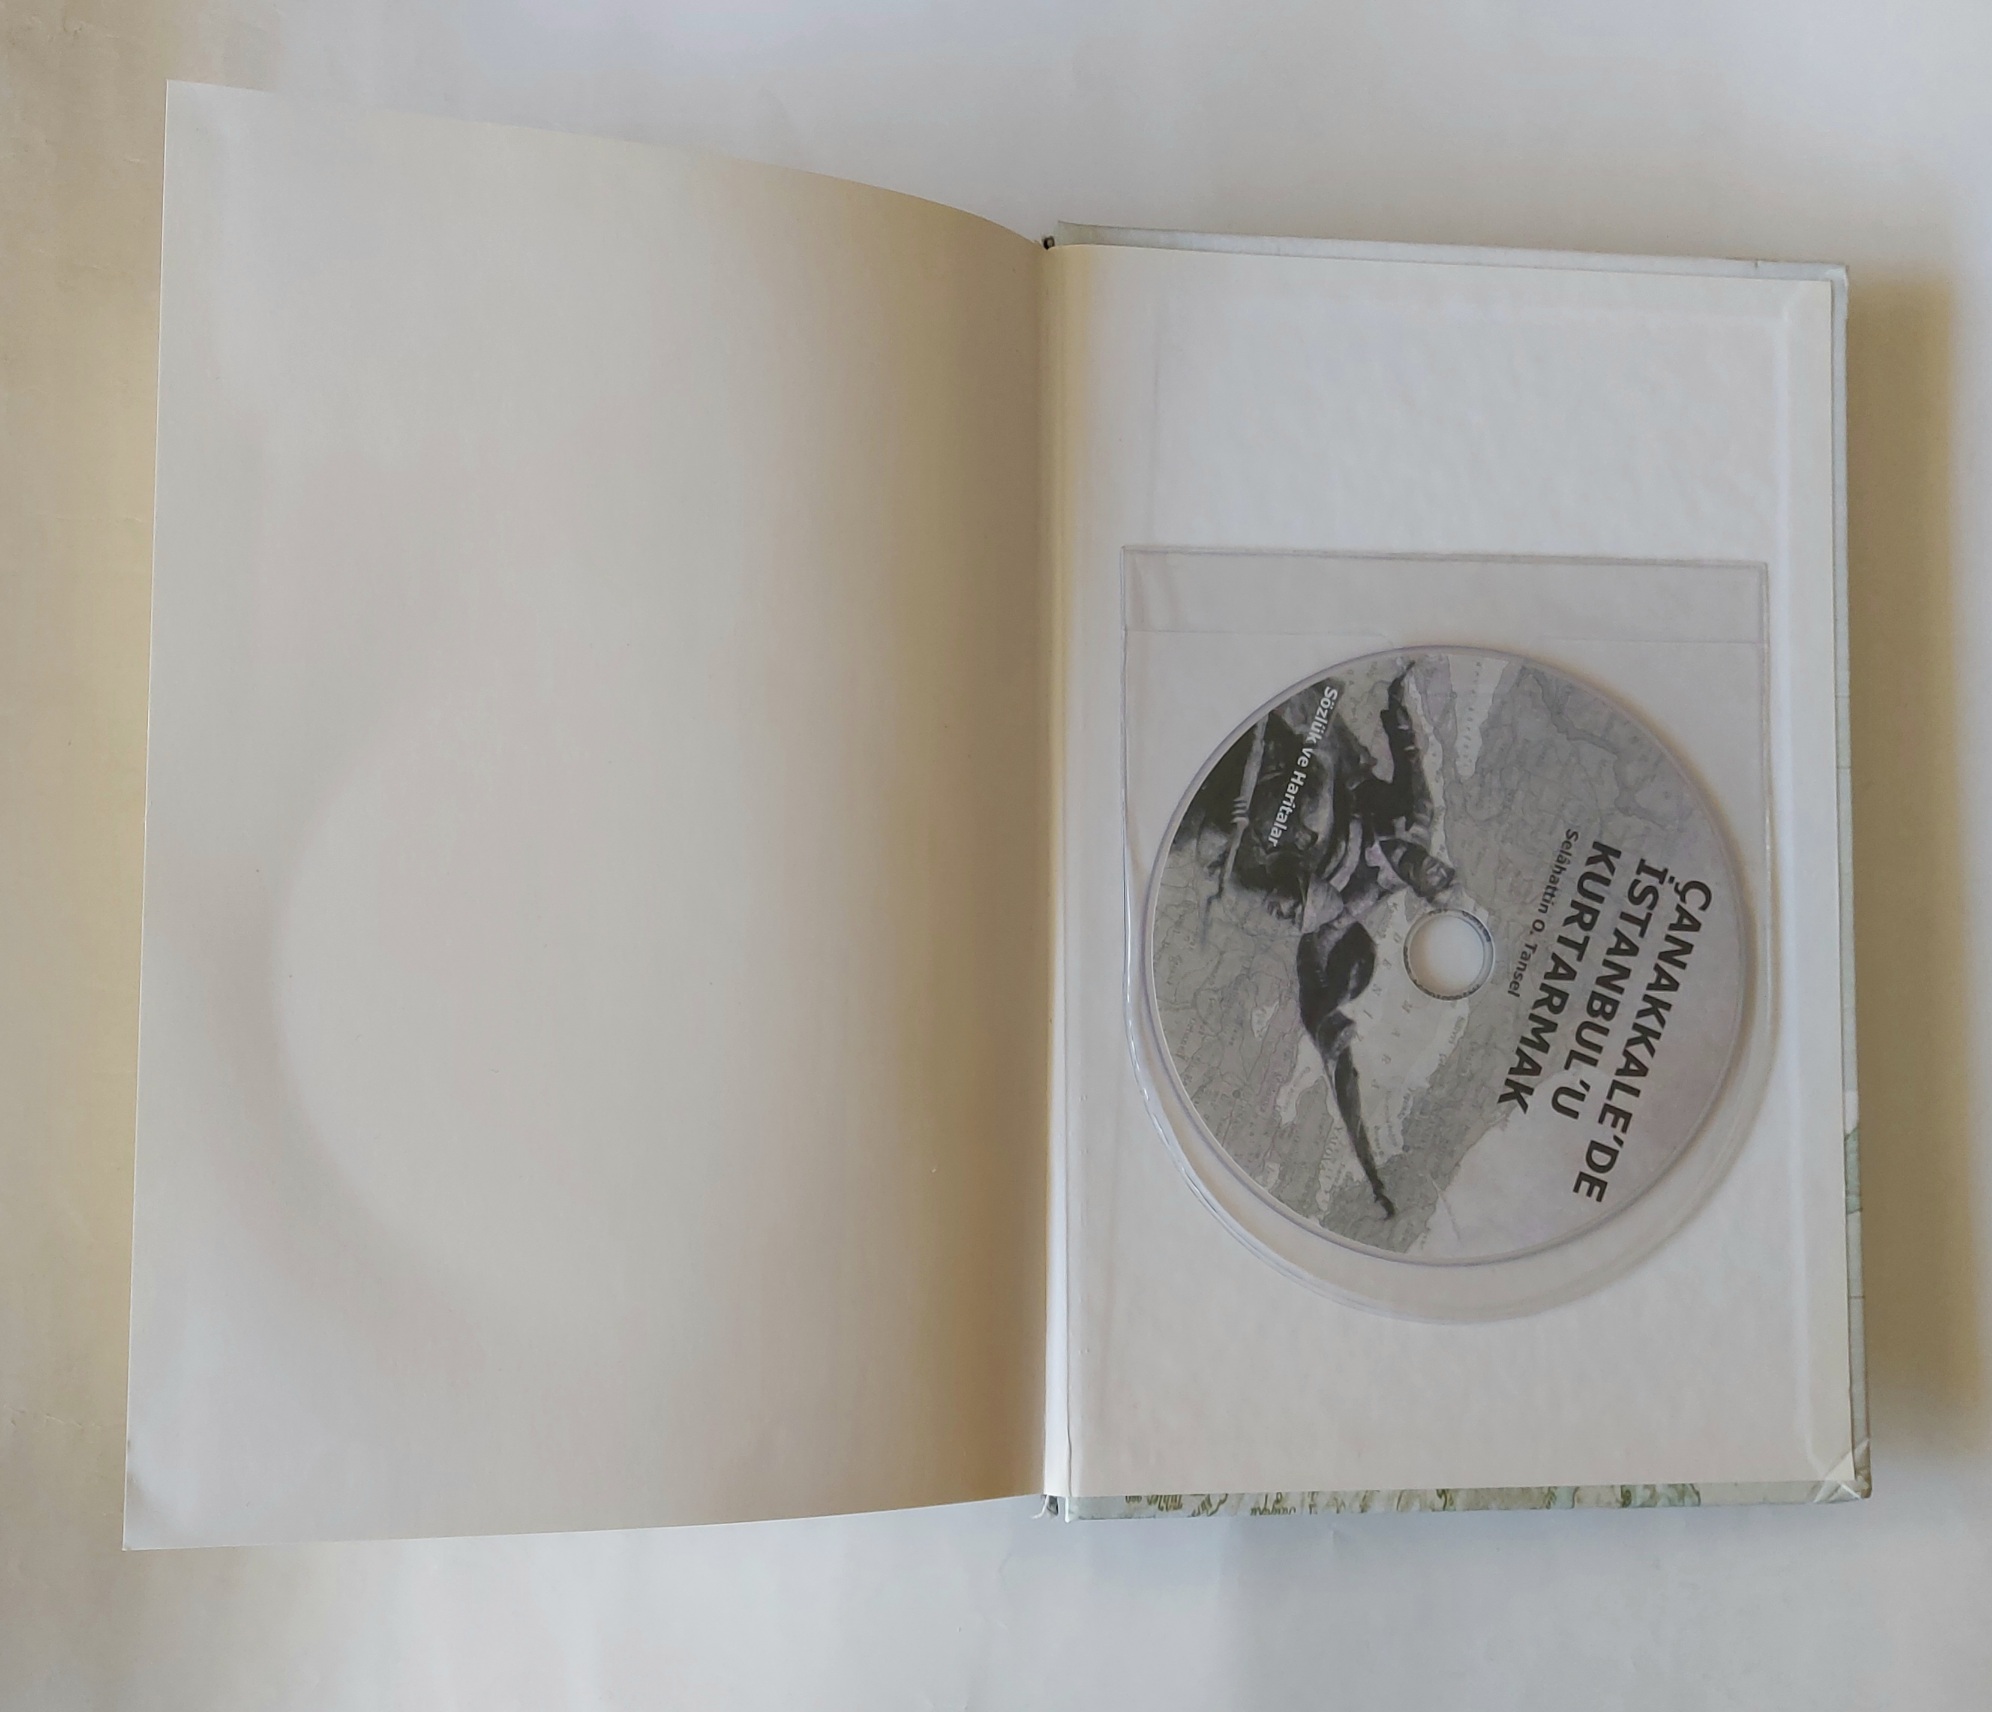 ÇANAKKALE'DE
İSTANBUL'U
KURTARMAK
Selâhattin O. Tansel
Sözlük ve Haritalar